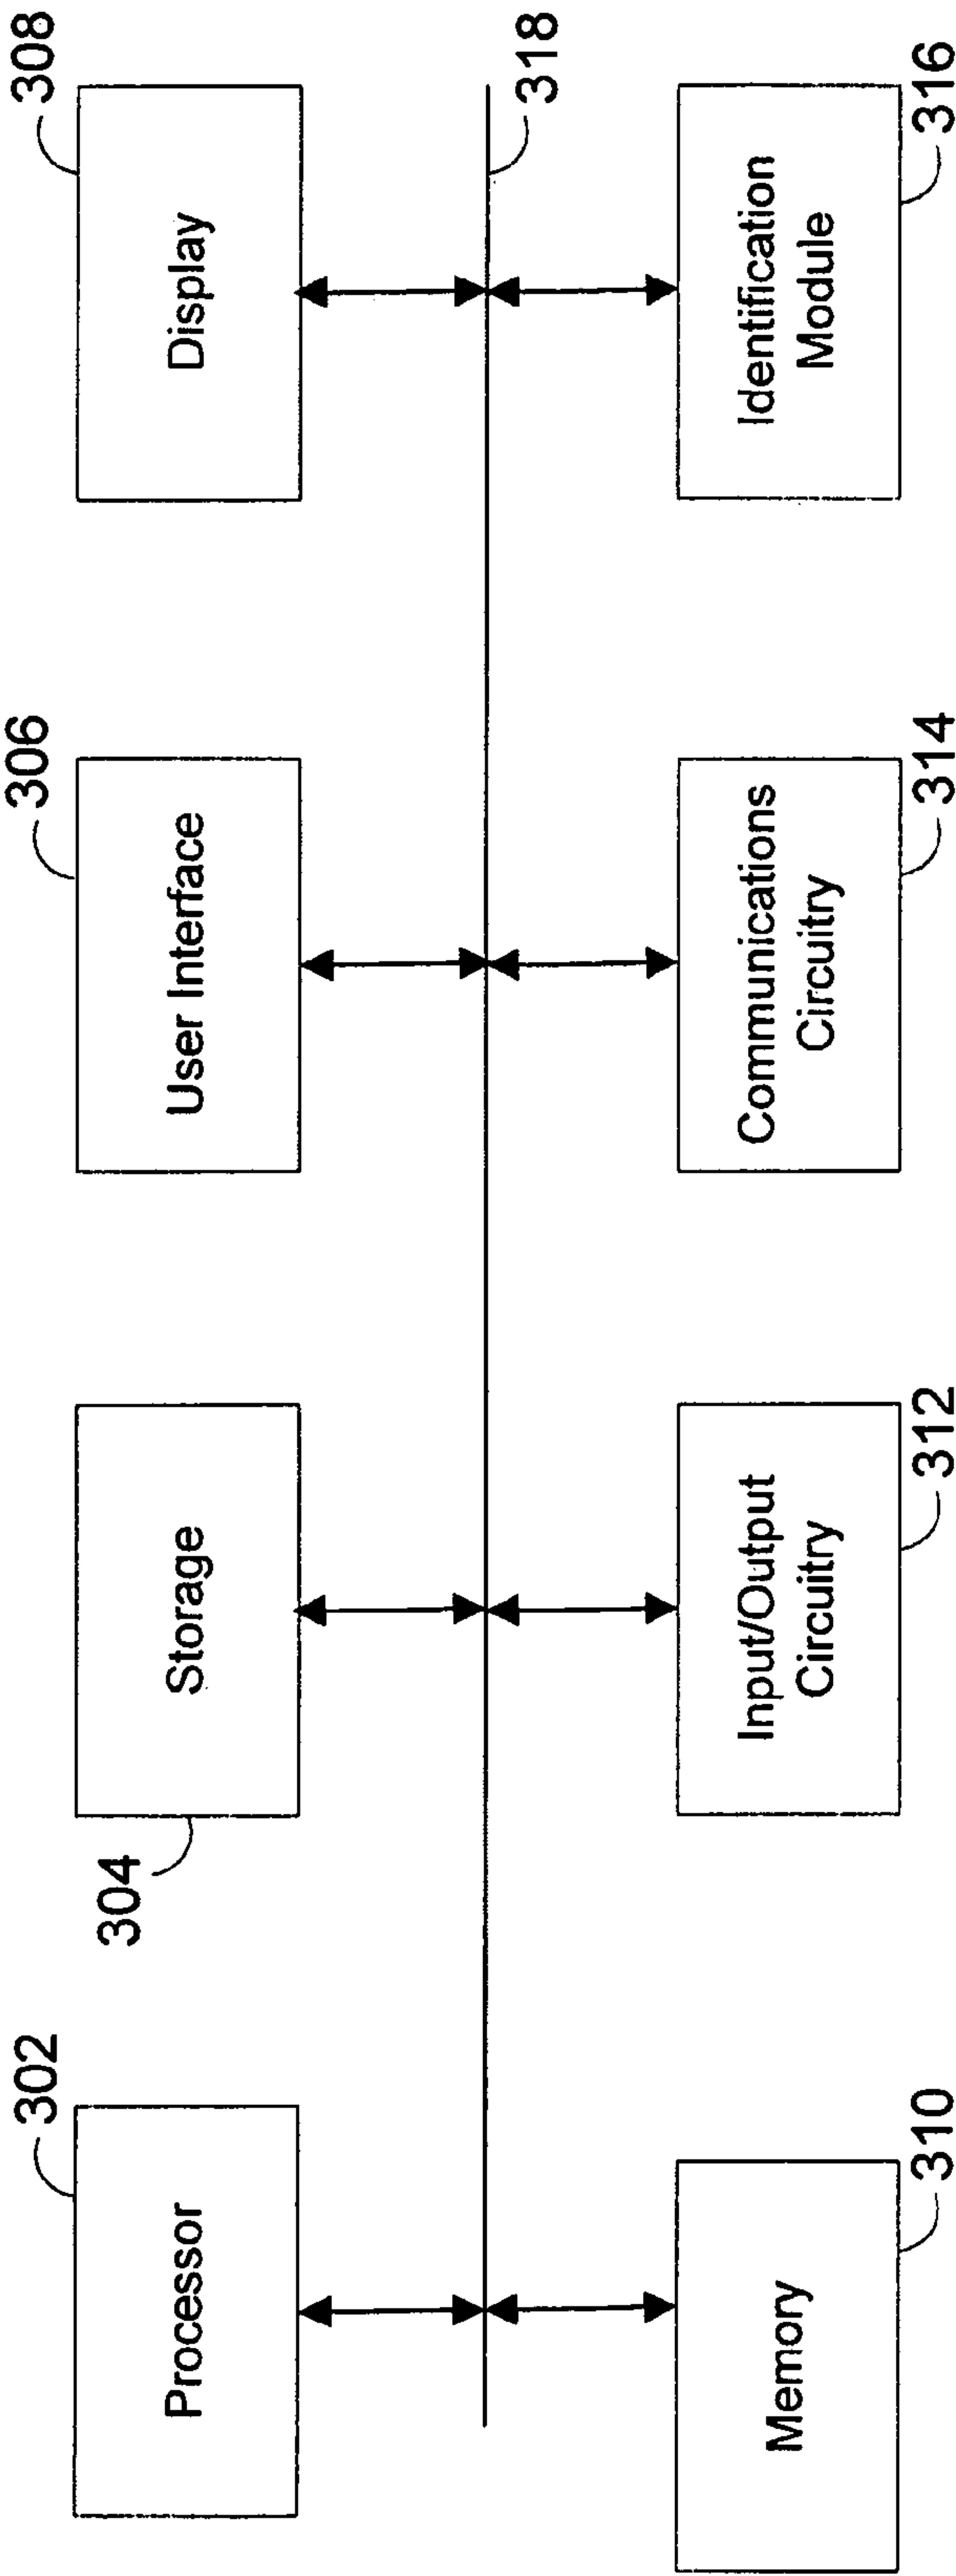 302
304
306
308
Processor
Storage
User Interface
Display
318
Memory
Input/Output
Circuitry
Communications
Circuitry
Identification
Module
310
312
314
316